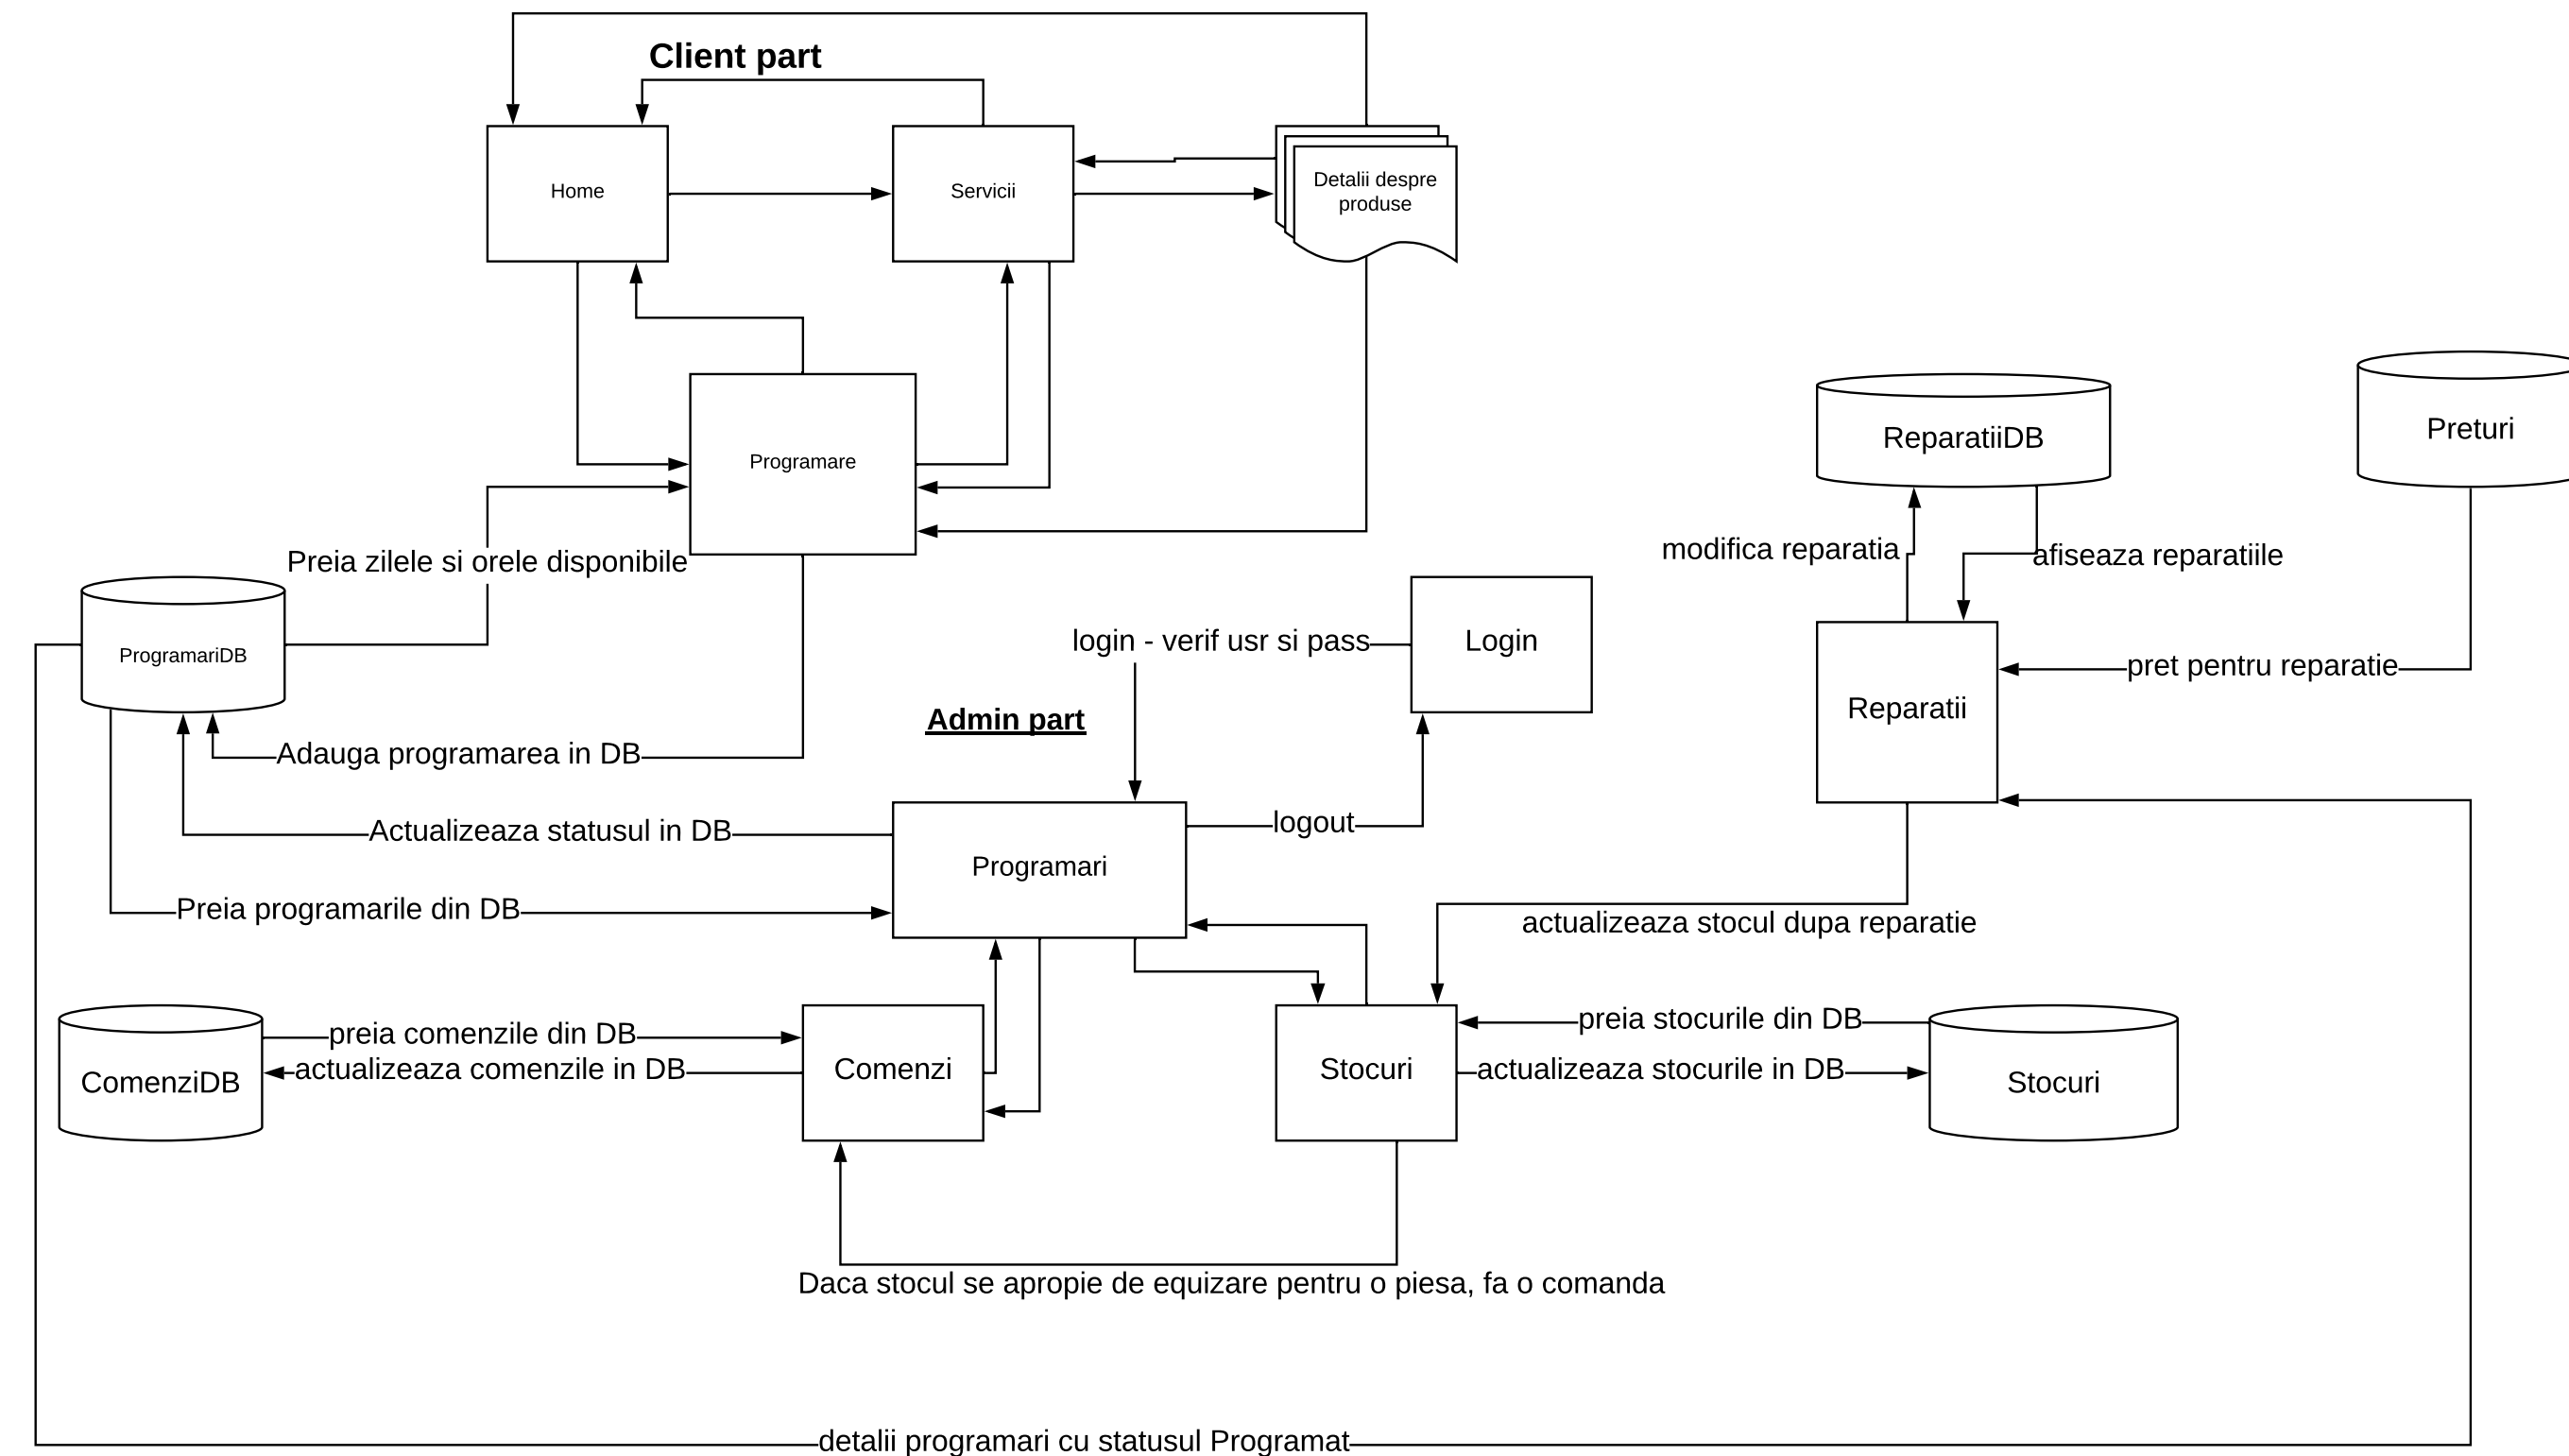 Client part
Home
Servicii
Detalii despre
produse
Programare
ReparatiiDB
Preturi
Preia zilele si orele disponibile
modifica reparatia
afiseaza reparatiile
ProgramariDB
login - verif usr si pass
Login
pret pentru reparatie
Admin part
Reparatii
Adauga programarea in DB
Actualizeaza statusul in DB
logout
Programari
Preia programarile din DB
actualizeaza stocul dupa reparatie
preia comenzile din DB
preia stocurile din DB
actualizeaza comenzile in DB
Comenzi
Stocuri
actualizeaza stocurile in DB
ComenziDB
Stocuri
Daca stocul se apropie de equizare pentru o piesa, fa o comanda
detalii programari cu statusul Programat